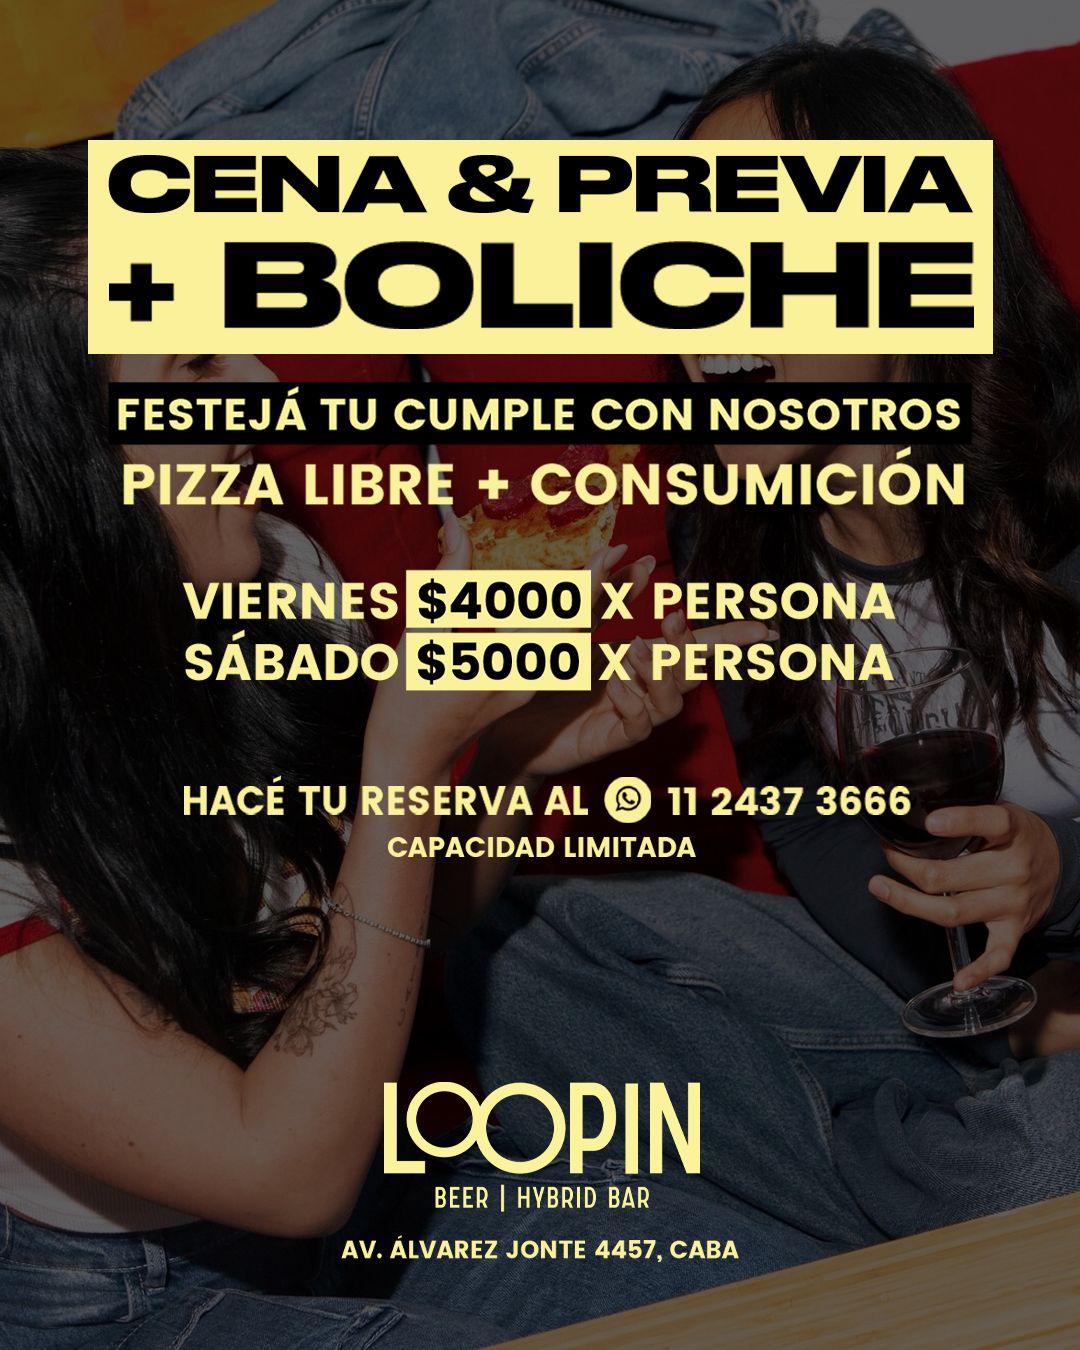 CENA & PREVIA
+ BOLICHE
FESTEJÁ TU CUMPLE CON NOSOTROS
PIZZA LIBRE + CONSUMICIÓN
VIERNES $4000 X PERSONA
SÁBADO $5000 X PERSONA
HACÉ TU RESERVA AL 11 2437 3666
CAPACIDAD LIMITADA
LOOPIN
BEER | HYBRID BAR
AV. ÁLVAREZ JONTE 4457, CABA